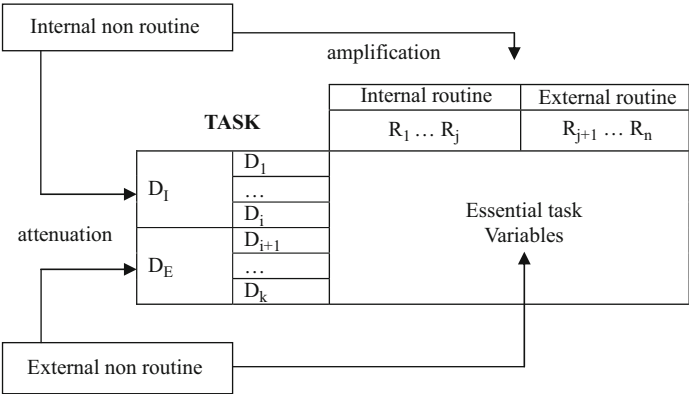 Internal non routine
amplification
Internal routine External routine
TASK
R1 … Rj Rj+1 … Rn
D1
DI …
Di
Essential task
Variables
attenuation
Di+1
DE …
Dk
External non routine